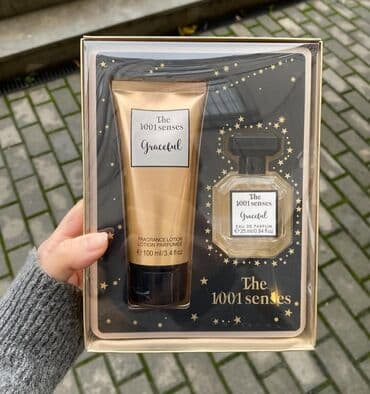 The
1001 senses
Graceful
FRAGRANCE LOTION
LOTION PARFUMÉE
e 100 ml/3.4 fl.oz
The
1001 senses
Graceful
EAU DE PARFUM
e 25 ml/0.84 fl.oz
The
1001 senses